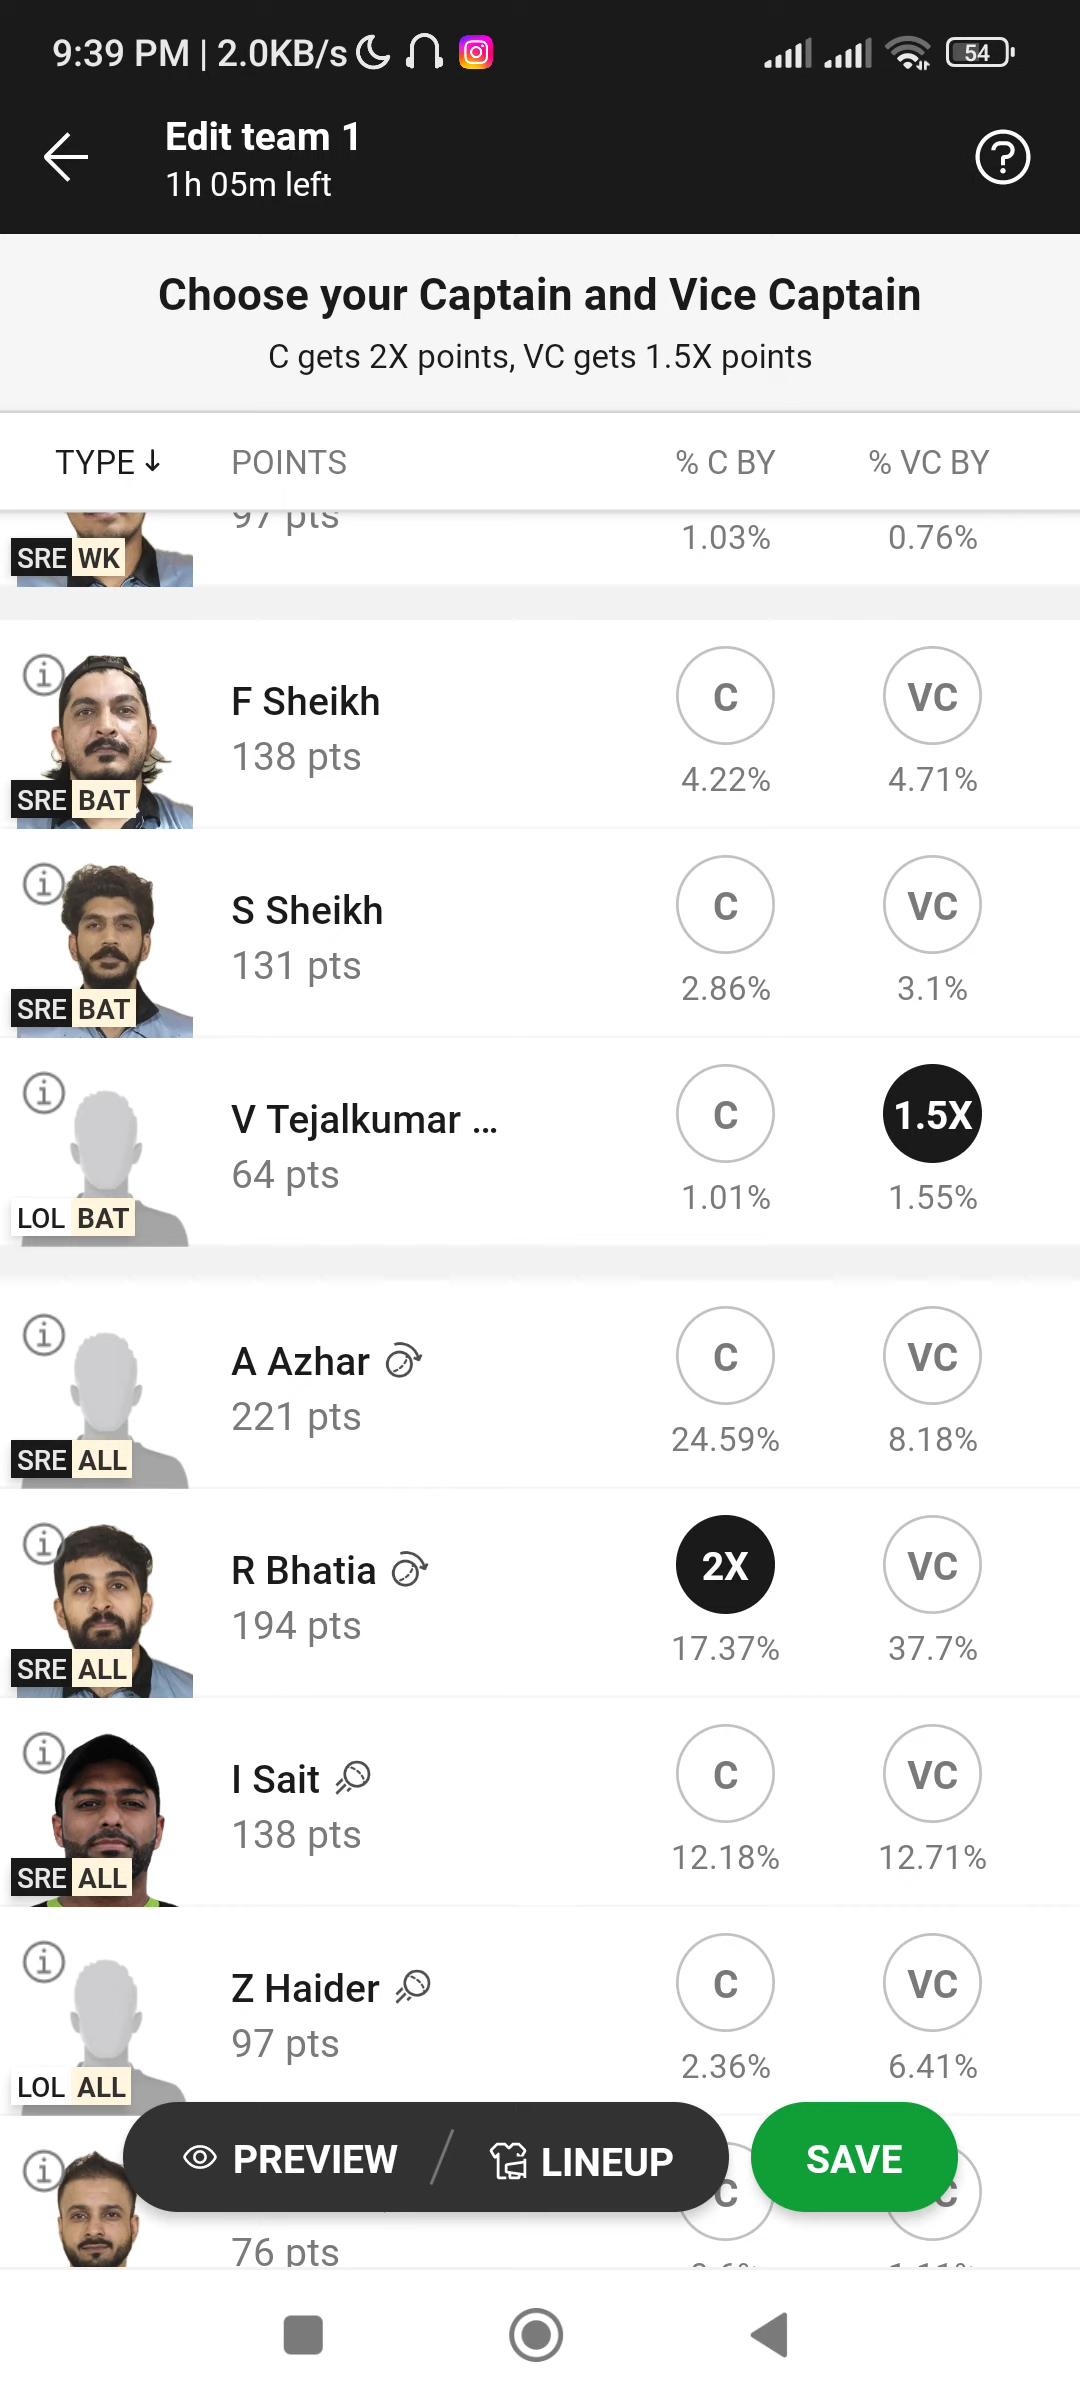 9:39 PM | 2.0KB/s
54
Edit team 1
1h 05m left
Choose your Captain and Vice Captain
C gets 2X points, VC gets 1.5X points
TYPE ↓ POINTS % C BY % VC BY
97 pts
1.03% 0.76%
SRE WK
F Sheikh C VC
138 pts
4.22% 4.71%
SRE BAT
S Sheikh C VC
131 pts
2.86% 3.1%
SRE BAT
V Tejalkumar ... C 1.5X
64 pts
1.01% 1.55%
LOL BAT
A Azhar C VC
221 pts
24.59% 8.18%
SRE ALL
R Bhatia 2X VC
194 pts
17.37% 37.7%
SRE ALL
I Sait C VC
138 pts
12.18% 12.71%
SRE ALL
Z Haider C VC
97 pts
2.36% 6.41%
LOL ALL
PREVIEW LINEUP SAVE
C C
76 pts